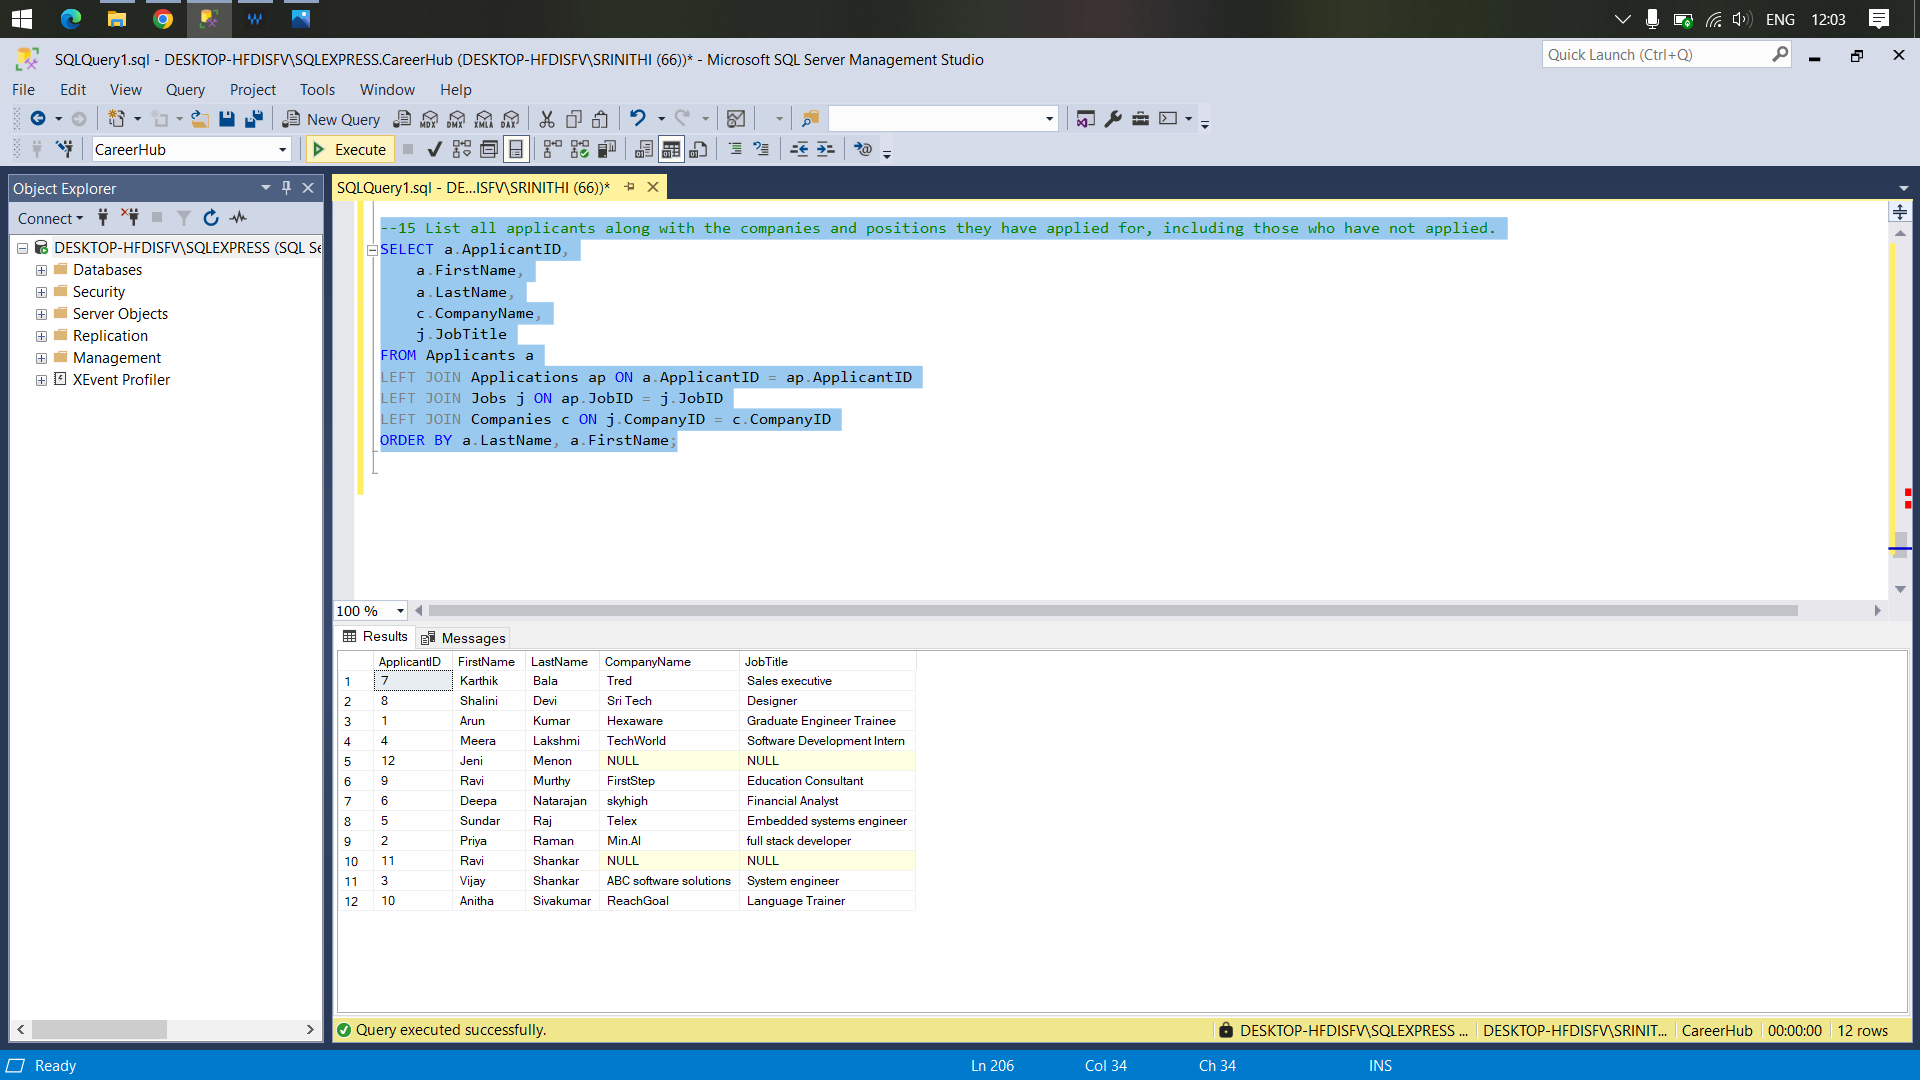 ENG 12:03
SQLQuery1.sql - DESKTOP-HFDISFV\SQLEXPRESS.CareerHub (DESKTOP-HFDISFV\SRINITHI (66))* - Microsoft SQL Server Management Studio
Quick Launch (Ctrl+Q)
File Edit View Query Project Tools Window Help
New Query MDX DMX XMLA DAX
CareerHub Execute
Object Explorer
SQLQuery1.sql - DE...ISFV\SRINITHI (66))*
Connect
DESKTOP-HFDISFV\SQLEXPRESS (SQL Se
Databases
Security
Server Objects
Replication
Management
XEvent Profiler
--15 List all applicants along with the companies and positions they have applied for, including those who have not applied.
SELECT a.ApplicantID,
a.FirstName,
a.LastName,
c.CompanyName,
j.JobTitle
FROM Applicants a
LEFT JOIN Applications ap ON a.ApplicantID = ap.ApplicantID
LEFT JOIN Jobs j ON ap.JobID = j.JobID
LEFT JOIN Companies c ON j.CompanyID = c.CompanyID
ORDER BY a.LastName, a.FirstName;
100 %
Results Messages
ApplicantID FirstName LastName CompanyName JobTitle
1 7 Karthik Bala Tred Sales executive
2 8 Shalini Devi Sri Tech Designer
3 1 Arun Kumar Hexaware Graduate Engineer Trainee
4 4 Meera Lakshmi TechWorld Software Development Intern
5 12 Jeni Menon NULL NULL
6 9 Ravi Murthy FirstStep Education Consultant
7 6 Deepa Natarajan skyhigh Financial Analyst
8 5 Sundar Raj Telex Embedded systems engineer
9 2 Priya Raman Min.AI full stack developer
10 11 Ravi Shankar NULL NULL
11 3 Vijay Shankar ABC software solutions System engineer
12 10 Anitha Sivakumar ReachGoal Language Trainer
Query executed successfully.
DESKTOP-HFDISFV\SQLEXPRESS ... DESKTOP-HFDISFV\SRINIT... CareerHub 00:00:00 12 rows
Ready Ln 206 Col 34 Ch 34 INS